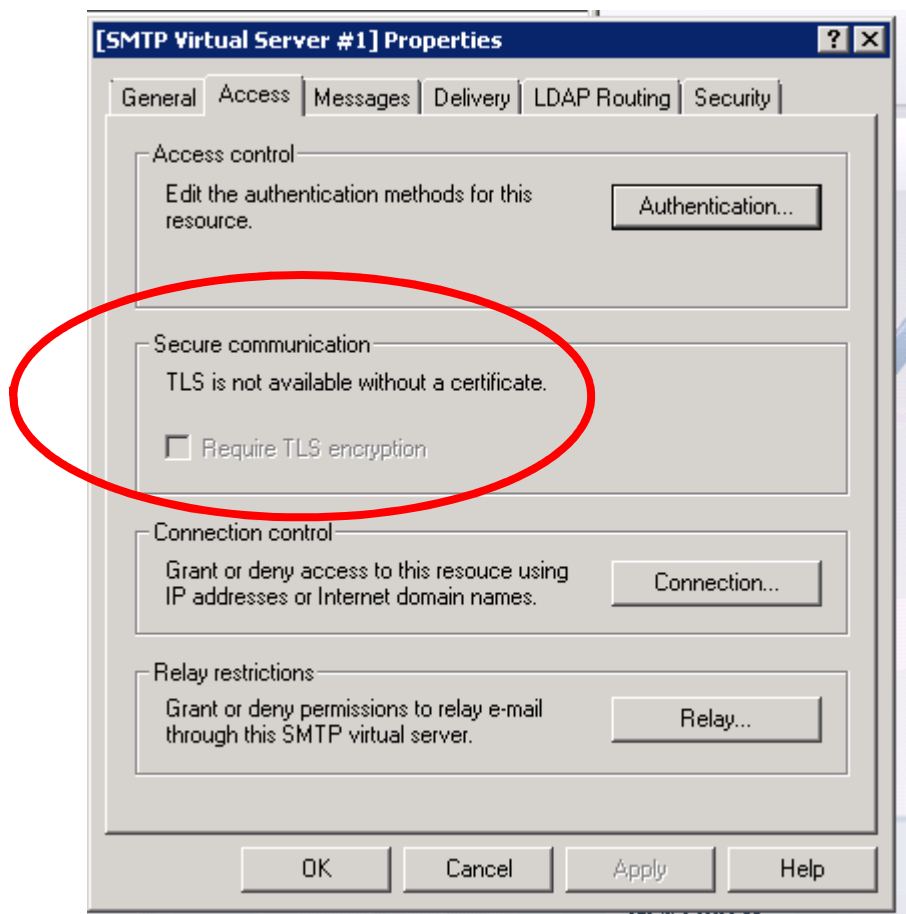 [SMTP Virtual Server #1] Properties
General Access Messages Delivery LDAP Routing Security
Access control
Edit the authentication methods for this
resource.
Authentication...
Secure communication
TLS is not available without a certificate.
Require TLS encryption
Connection control
Grant or deny access to this resouce using
IP addresses or Internet domain names.
Connection...
Relay restrictions
Grant or deny permissions to relay e-mail
through this SMTP virtual server.
Relay...
OK Cancel Apply Help